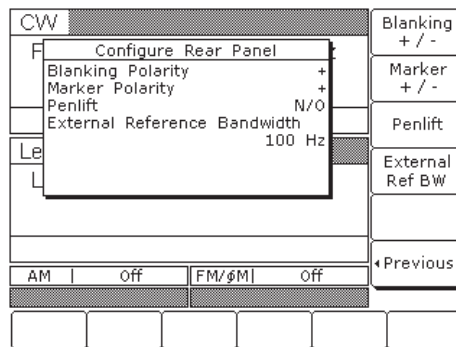 CW
F
z
Configure Rear Panel
Blanking Polarity +
Marker Polarity +
Penlift N/O
External Reference Bandwidth
100 Hz
Le
L
AM | Off
FM/ϕM| Off
Blanking
+ / -
Marker
+ / -
Penlift
External
Ref BW
◂Previous